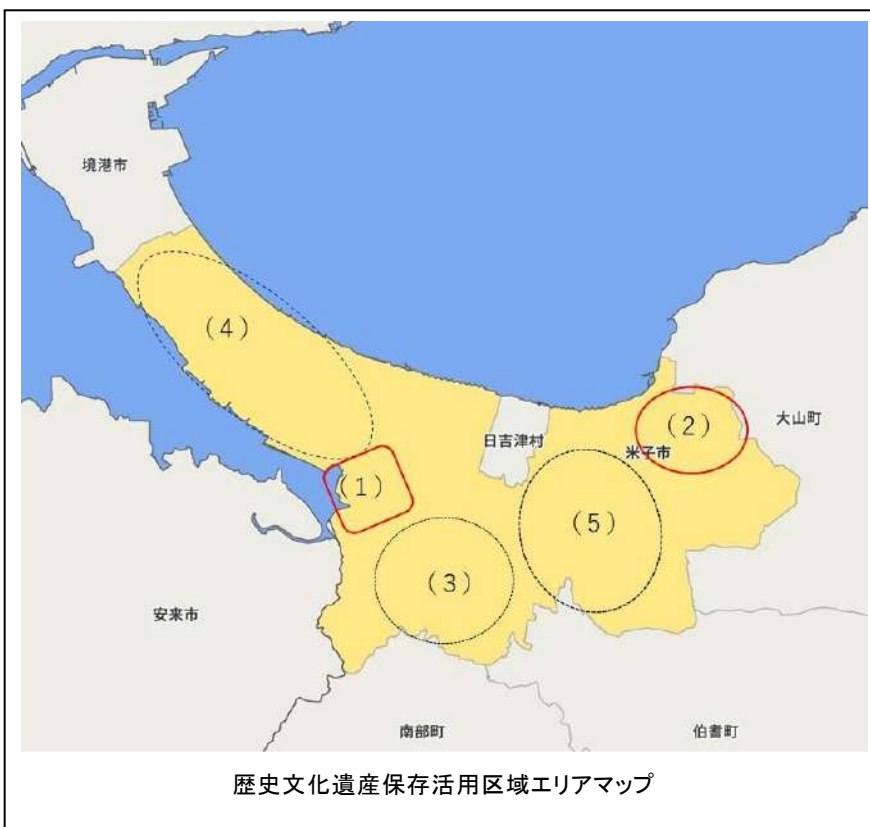 境港市
(4)
日吉津村
(2)
大山町
米子市
(1)
(5)
(3)
安来市
南部町
伯耆町
歴史文化遺産保存活用区域エリアマップ